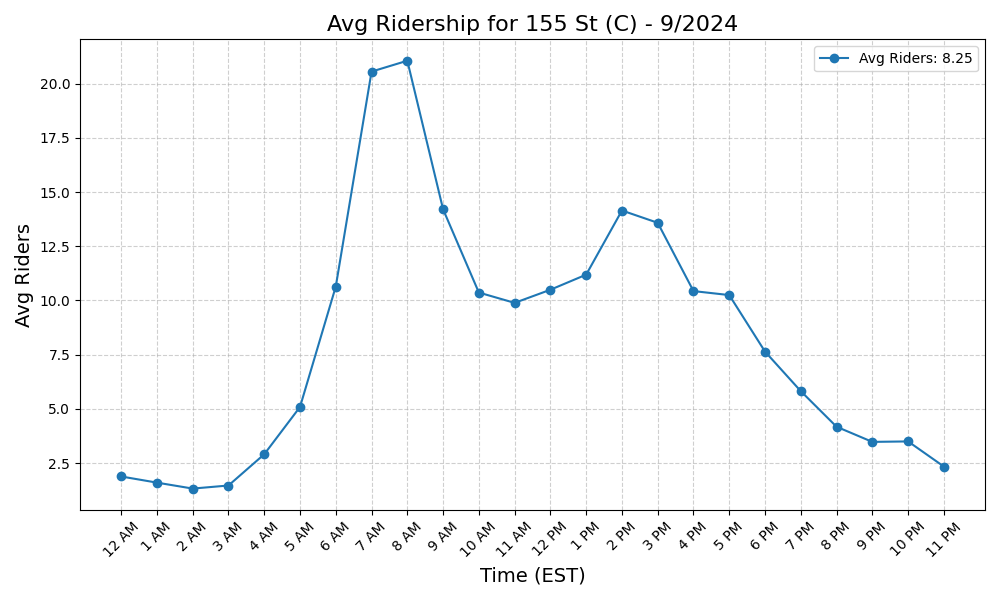 Avg Ridership for 155 St (C) - 9/2024
Avg Riders: 8.25
Avg Riders
20.0
17.5
15.0
12.5
10.0
7.5
5.0
2.5
12 AM
1 AM
2 AM
3 AM
4 AM
5 AM
6 AM
7 AM
8 AM
9 AM
10 AM
11 AM
12 PM
1 PM
2 PM
3 PM
4 PM
5 PM
6 PM
7 PM
8 PM
9 PM
10 PM
11 PM
Time (EST)